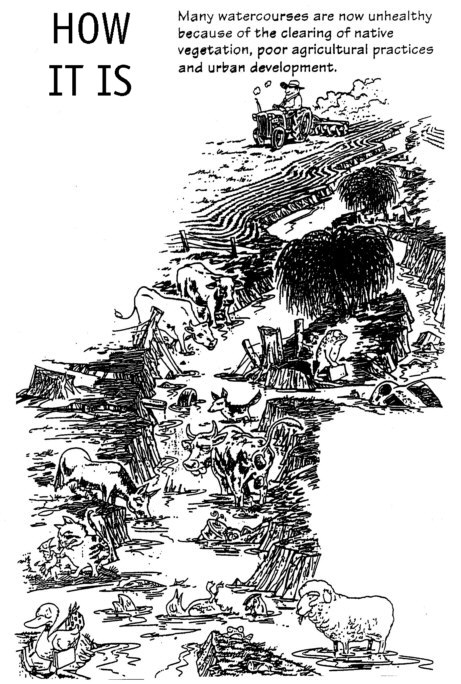 HOW
IT IS
Many watercourses are now unhealthy
because of the clearing of native
vegetation, poor agricultural practices
and urban development.